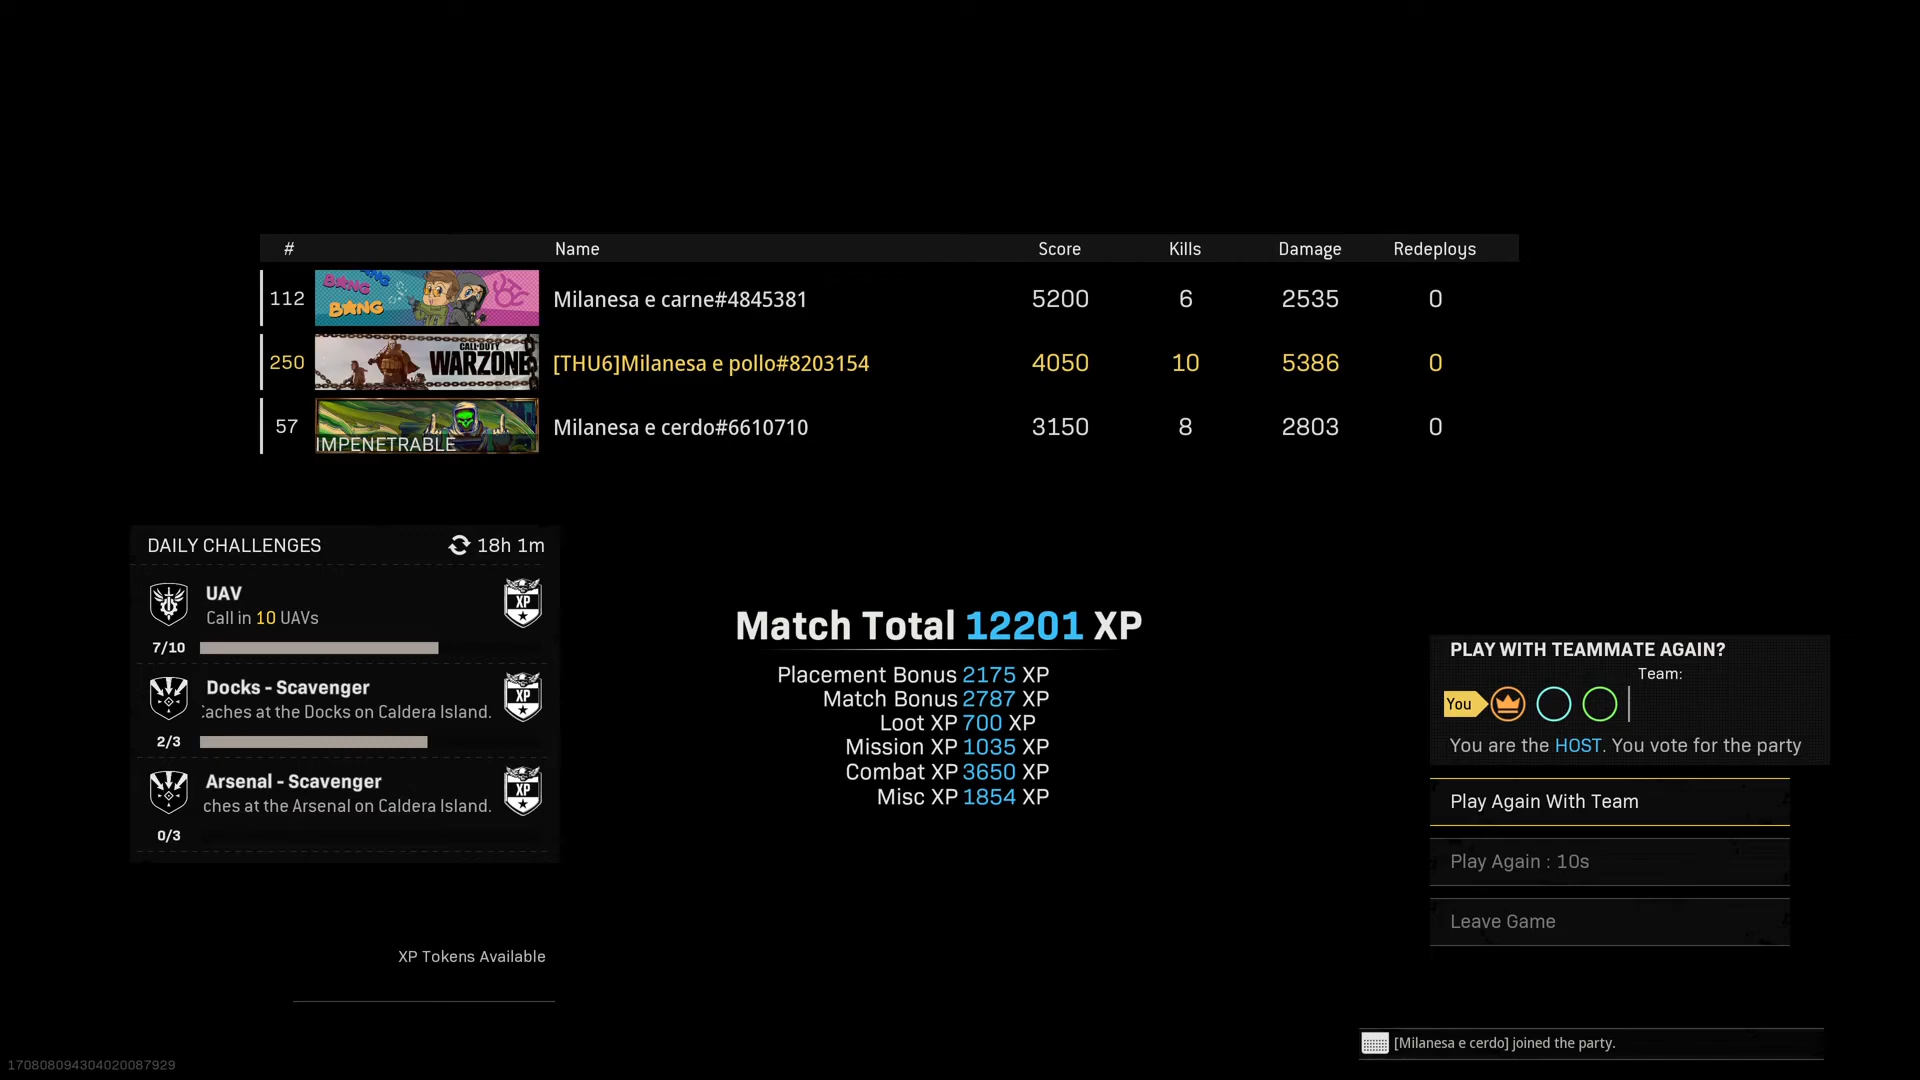 # Name Score Kills Damage Redeploys
112 BANG BANG Milanesa e carne#4845381 5200 6 2535 0
250 CALL OF DUTY WARZONE [THU6]Milanesa e pollo#8203154 4050 10 5386 0
57 IMPENETRABLE Milanesa e cerdo#6610710 3150 8 2803 0
DAILY CHALLENGES 18h 1m
UAV XP
Call in 10 UAVs
7/10
Docks - Scavenger XP
Caches at the Docks on Caldera Island.
2/3
Arsenal - Scavenger XP
ches at the Arsenal on Caldera Island.
0/3
XP Tokens Available
Match Total 12201 XP
Placement Bonus 2175 XP
Match Bonus 2787 XP
Loot XP 700 XP
Mission XP 1035 XP
Combat XP 3650 XP
Misc XP 1854 XP
PLAY WITH TEAMMATE AGAIN?
Team:
You
You are the HOST. You vote for the party
Play Again With Team
Play Again : 10s
Leave Game
[Milanesa e cerdo] joined the party.
170808094304020087929